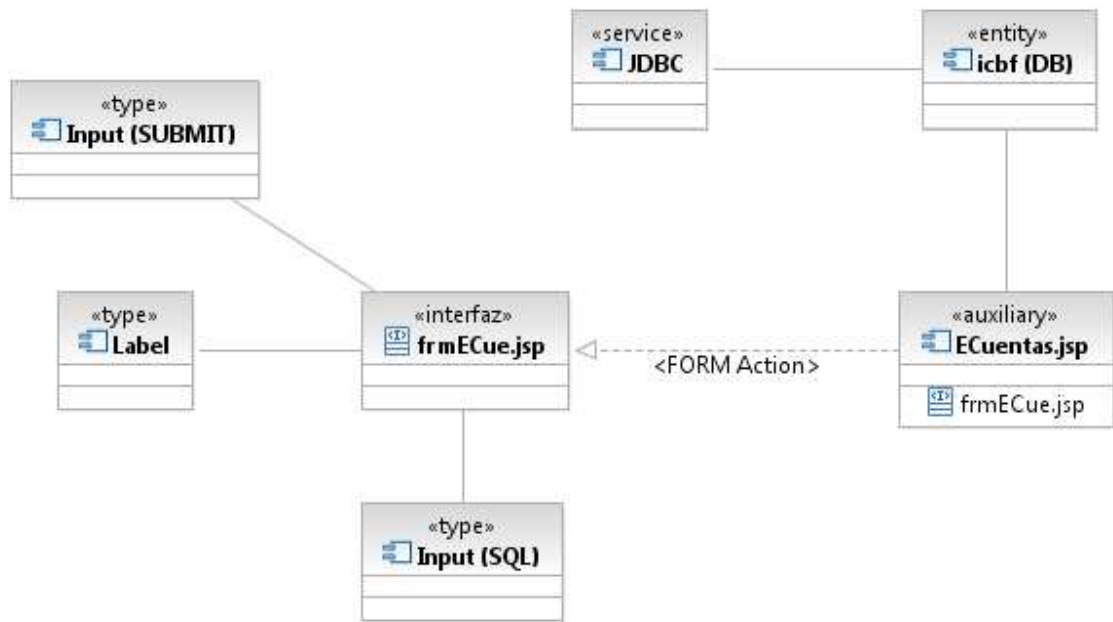 «service»
JDBC
«entity»
icbf (DB)
«type»
Input (SUBMIT)
«type»
Label
«interfaz»
frmECue.jsp
<FORM Action>
«auxiliary»
ECuentas.jsp
frmECue.jsp
«type»
Input (SQL)